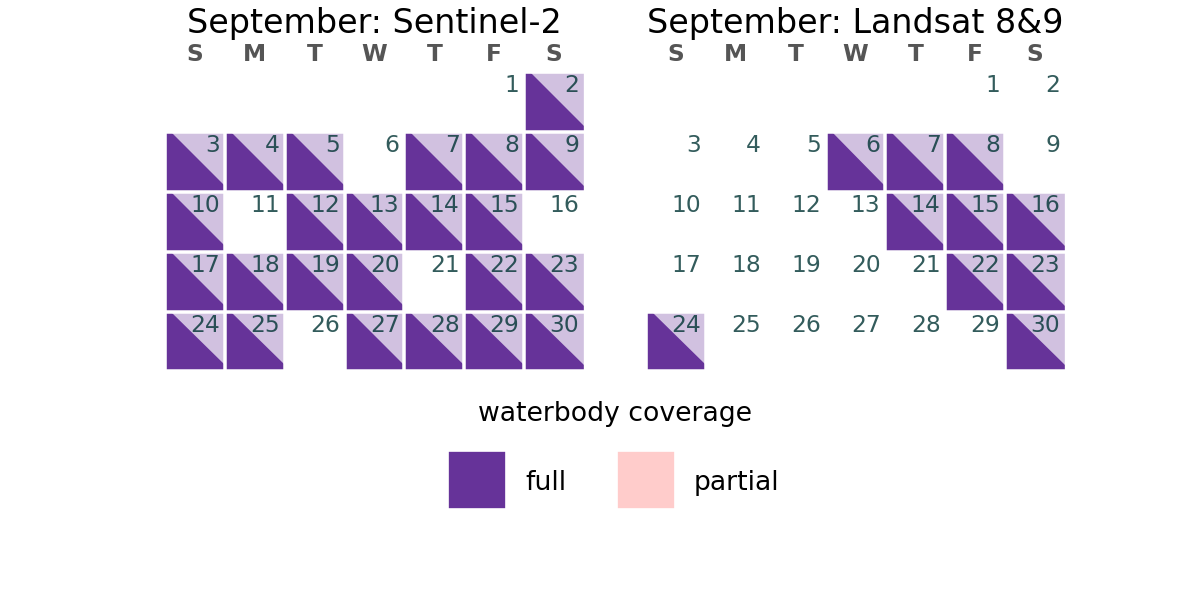 September: Sentinel-2
S M T W T F S
1 2
3 4 5 6 7 8 9
10 11 12 13 14 15 16
17 18 19 20 21 22 23
24 25 26 27 28 29 30
September: Landsat 8&9
S M T W T F S
1 2
3 4 5 6 7 8 9
10 11 12 13 14 15 16
17 18 19 20 21 22 23
24 25 26 27 28 29 30
waterbody coverage
full partial